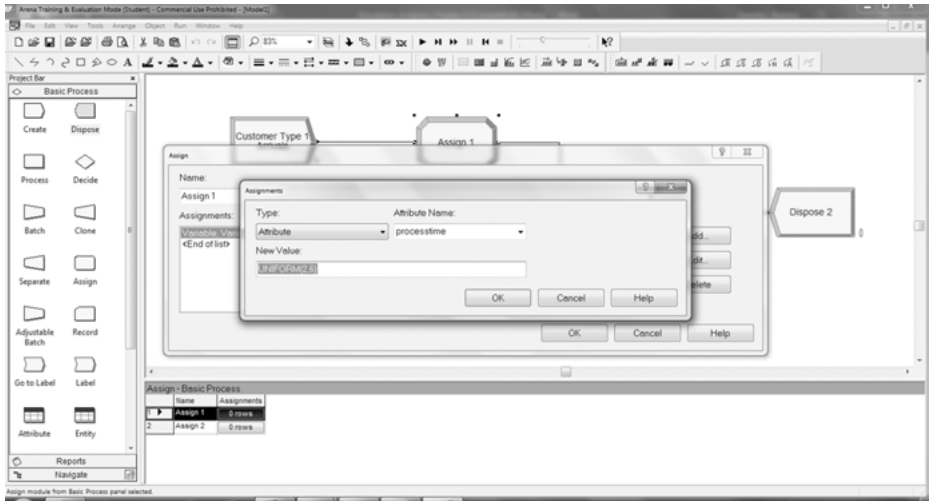 Arena Training & Evaluation Mode (Student) - Commercial Use Prohibited - [Model2]
File Edit View Tools Arrange Object Run Window Help
83%
Project Bar
Basic Process
Create Dispose
Process Decide
Batch Clone
Separate Assign
Adjustable Batch Record
Go to Label Label
Attribute Entity
Reports
Navigate
Customer Type 1
Assign 1
Dispose 2
0
Assign
Name:
Assign 1
Assignments:
<End of list>
OK Cancel Help
Assignments
Type: Attribute Name:
Attribute processtime
New Value:
OK Cancel Help
Assign - Basic Process
Name Assignments
1 Assign 1 0 rows
2 Assign 2 0 rows
Assign module from Basic Process panel selected.